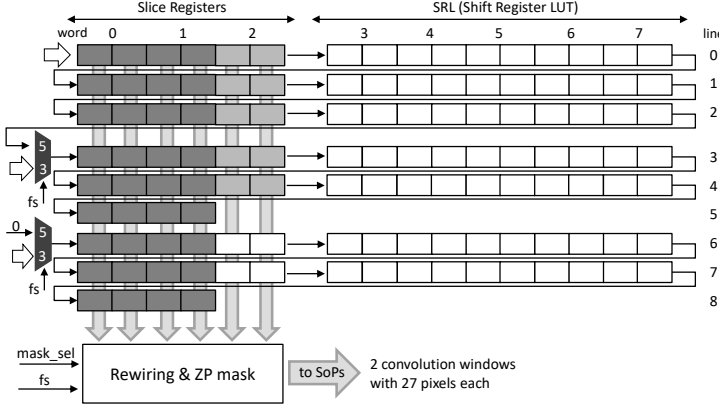 Slice Registers SRL (Shift Register LUT)
word 0 1 2 3 4 5 6 7 line
0
1
2
5
3 3
4
fs 5
0 5 6
3 7
fs 8
mask_sel
fs
Rewiring & ZP mask
to SoPs
2 convolution windows
with 27 pixels each